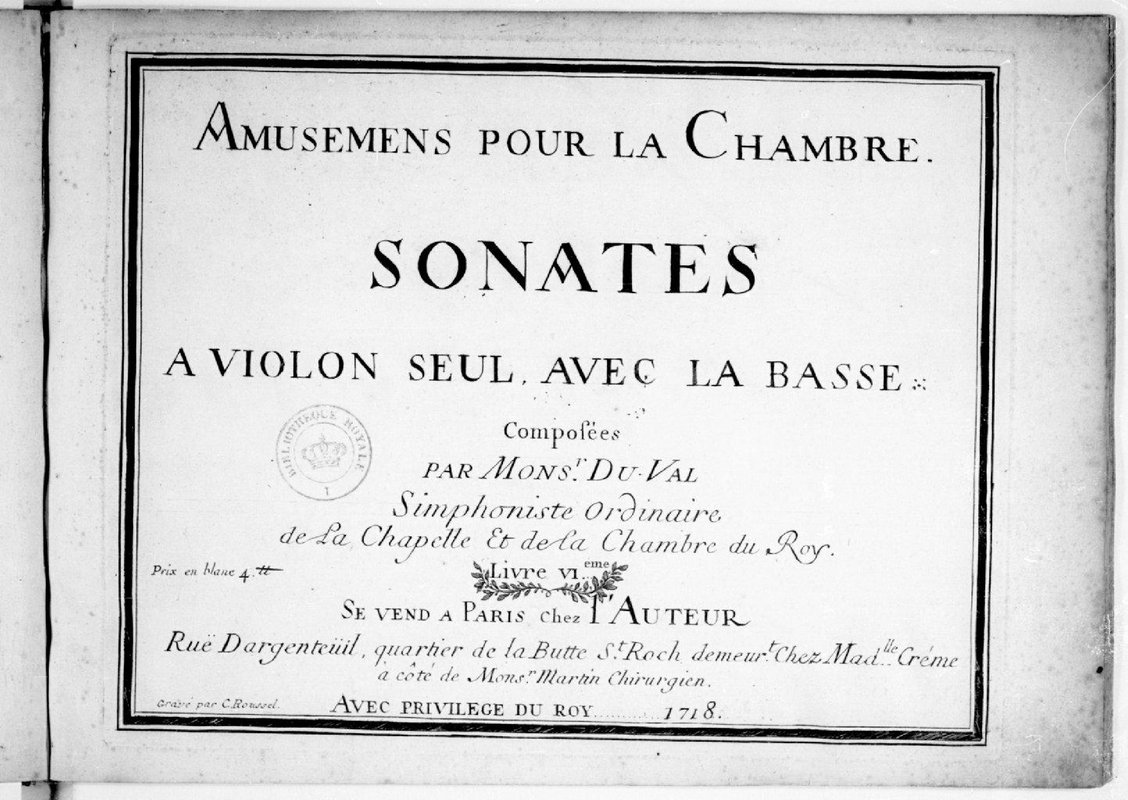 AMUSEMENS POUR LA CHAMBRE.
SONATES
A VIOLON SEUL, AVEC LA BASSE
Composées
PAR MONS.r DU-VAL
Simphoniste Ordinaire
de La Chapelle Et de la Chambre du Roy.
BIBLIOTHEQUE ROYALE
I
Prix en blanc 4.tt
Livre VI.eme
SE VEND A PARIS chez l'AUTEUR
Ruë Dargenteüil, quartier de la Butte S.t Roch demeur.t Chez Mad.lle Créme
à côté de Mons.r Martin Chirurgien.
Gravé par C. Roussel.
AVEC PRIVILEGE DU ROY..........1718.